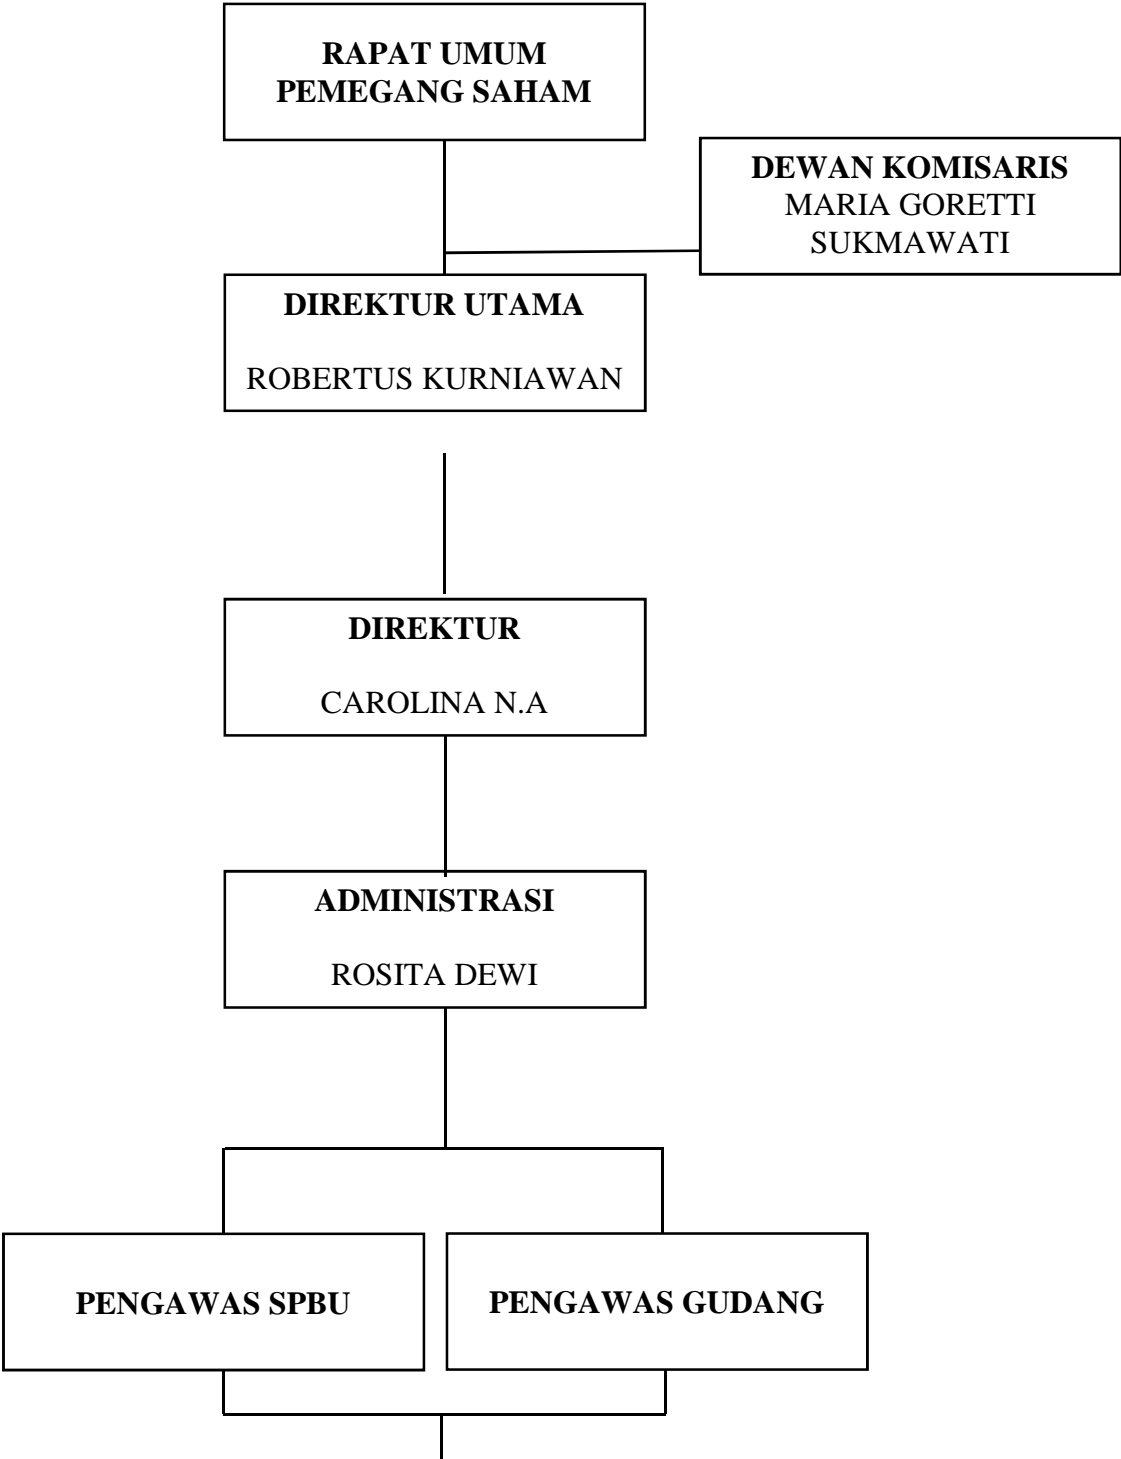 RAPAT UMUM
PEMEGANG SAHAM
DEWAN KOMISARIS
MARIA GORETTI
SUKMAWATI
DIREKTUR UTAMA
ROBERTUS KURNIAWAN
DIREKTUR
CAROLINA N.A
ADMINISTRASI
ROSITA DEWI
PENGAWAS SPBU
PENGAWAS GUDANG